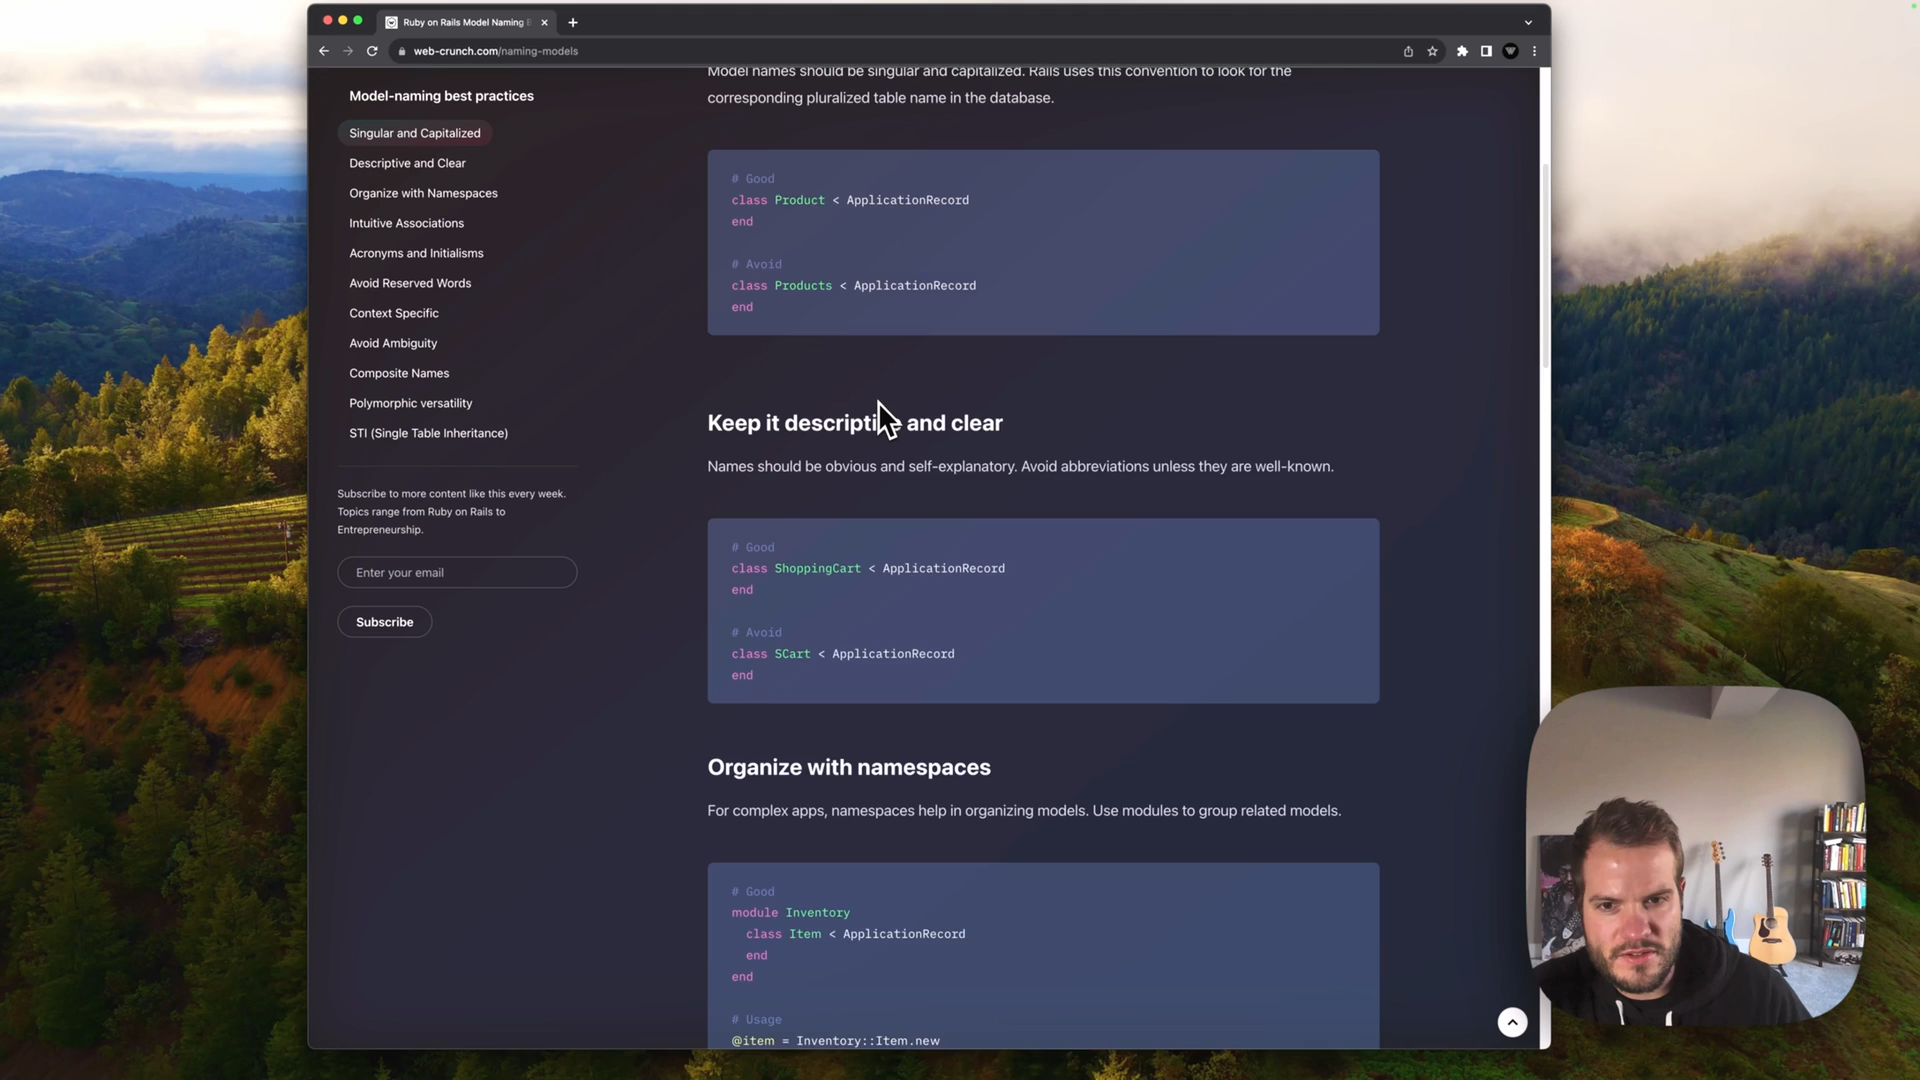 Ruby on Rails Model Naming
web-crunch.com/naming-models
Model-naming best practices
Singular and Capitalized
Descriptive and Clear
Organize with Namespaces
Intuitive Associations
Acronyms and Initialisms
Avoid Reserved Words
Context Specific
Avoid Ambiguity
Composite Names
Polymorphic versatility
STI (Single Table Inheritance)
Subscribe to more content like this every week.
Topics range from Ruby on Rails to
Entrepreneurship.
Enter your email
Subscribe
Model names should be singular and capitalized. Rails uses this convention to look for the
corresponding pluralized table name in the database.
# Good
class Product < ApplicationRecord
end
# Avoid
class Products < ApplicationRecord
end
Keep it descriptive and clear
Names should be obvious and self-explanatory. Avoid abbreviations unless they are well-known.
# Good
class ShoppingCart < ApplicationRecord
end
# Avoid
class SCart < ApplicationRecord
end
Organize with namespaces
For complex apps, namespaces help in organizing models. Use modules to group related models.
# Good
module Inventory
class Item < ApplicationRecord
end
end
# Usage
@item = Inventory::Item.new